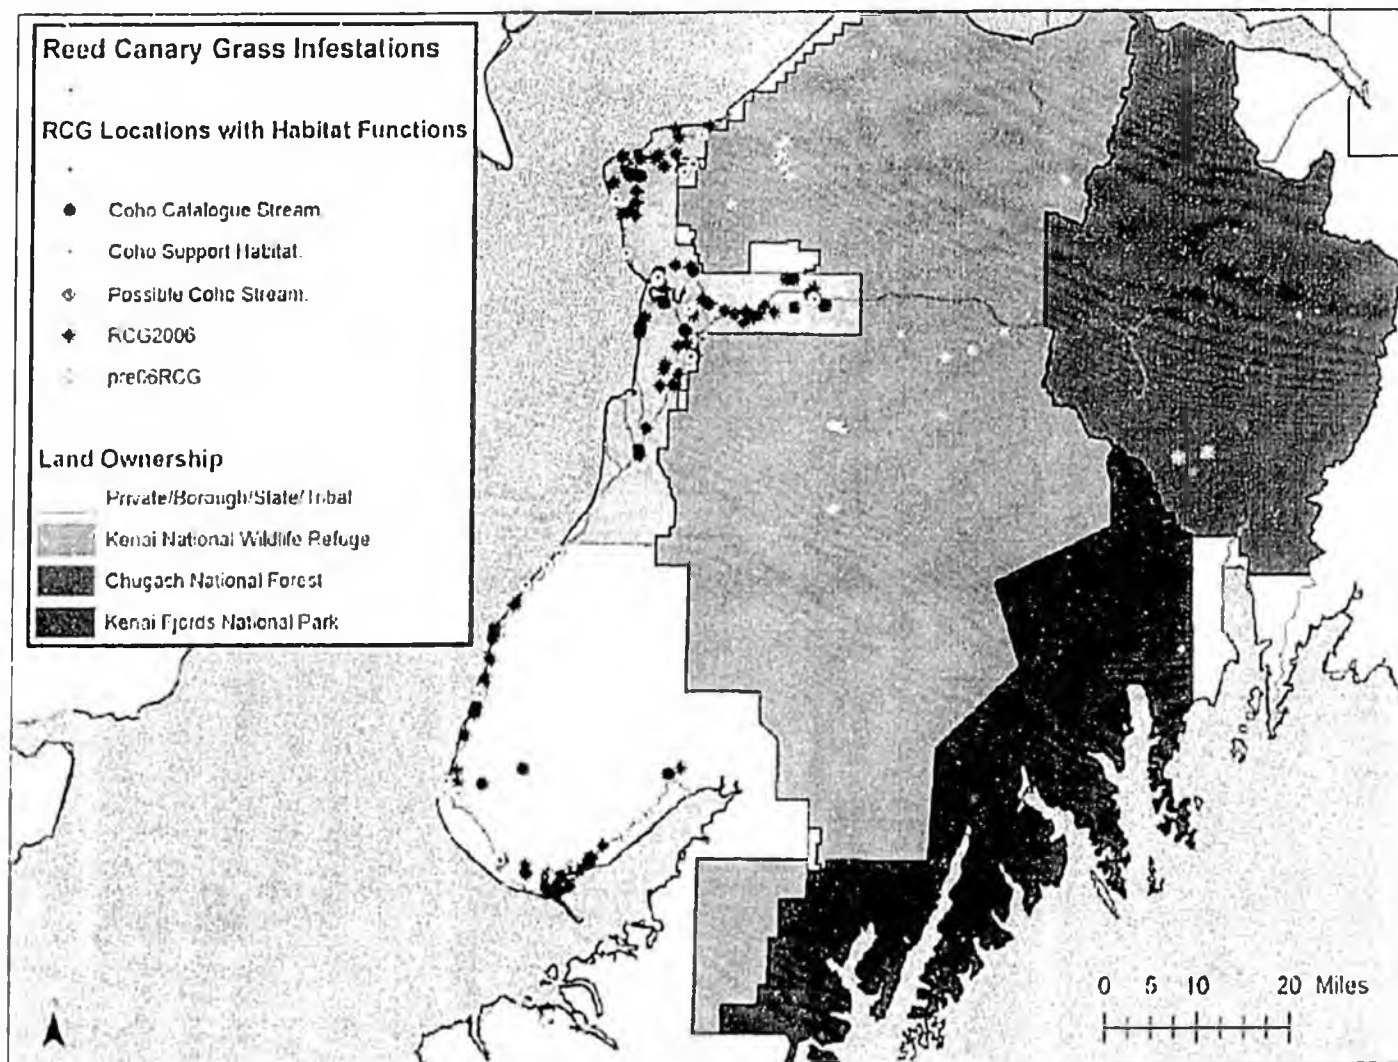 Reed Canary Grass Infestations
RCG Locations with Habitat Functions
Coho Catalogue Stream
Coho Support Habitat.
Possible Coho Stream.
RCG2006
pre06RCG
Land Ownership
Private/Borough/State/Tribal
Kenai National Wildlife Refuge
Chugach National Forest
Kenai Fjords National Park
0 5 10 20 Miles